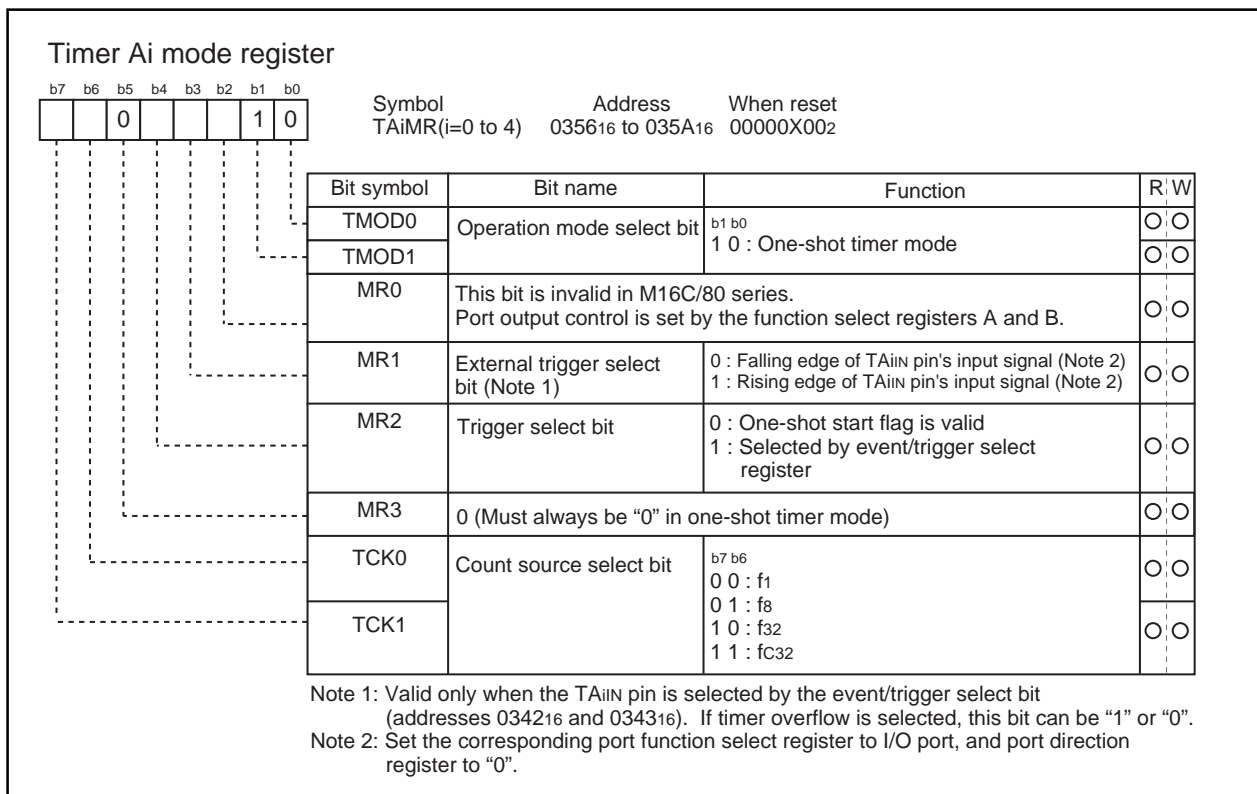 Timer Ai mode register
b7 b6 b5 b4 b3 b2 b1 b0
0 1 0
Symbol Address When reset
TAiMR(i=0 to 4) 035616 to 035A16 00000X002
Bit symbol Bit name Function R W
TMOD0 Operation mode select bit b1 b0
1 0 : One-shot timer mode
TMOD1
MR0 This bit is invalid in M16C/80 series.
Port output control is set by the function select registers A and B.
MR1 External trigger select
bit (Note 1)
0 : Falling edge of TAiIN pin's input signal (Note 2)
1 : Rising edge of TAiIN pin's input signal (Note 2)
MR2 Trigger select bit 0 : One-shot start flag is valid
1 : Selected by event/trigger select
register
MR3 0 (Must always be “0” in one-shot timer mode)
TCK0 Count source select bit b7 b6
0 0 : f1
0 1 : f8
TCK1 1 0 : f32
1 1 : fC32
Note 1: Valid only when the TAiIN pin is selected by the event/trigger select bit
(addresses 034216 and 034316). If timer overflow is selected, this bit can be “1” or “0”.
Note 2: Set the corresponding port function select register to I/O port, and port direction
register to “0”.